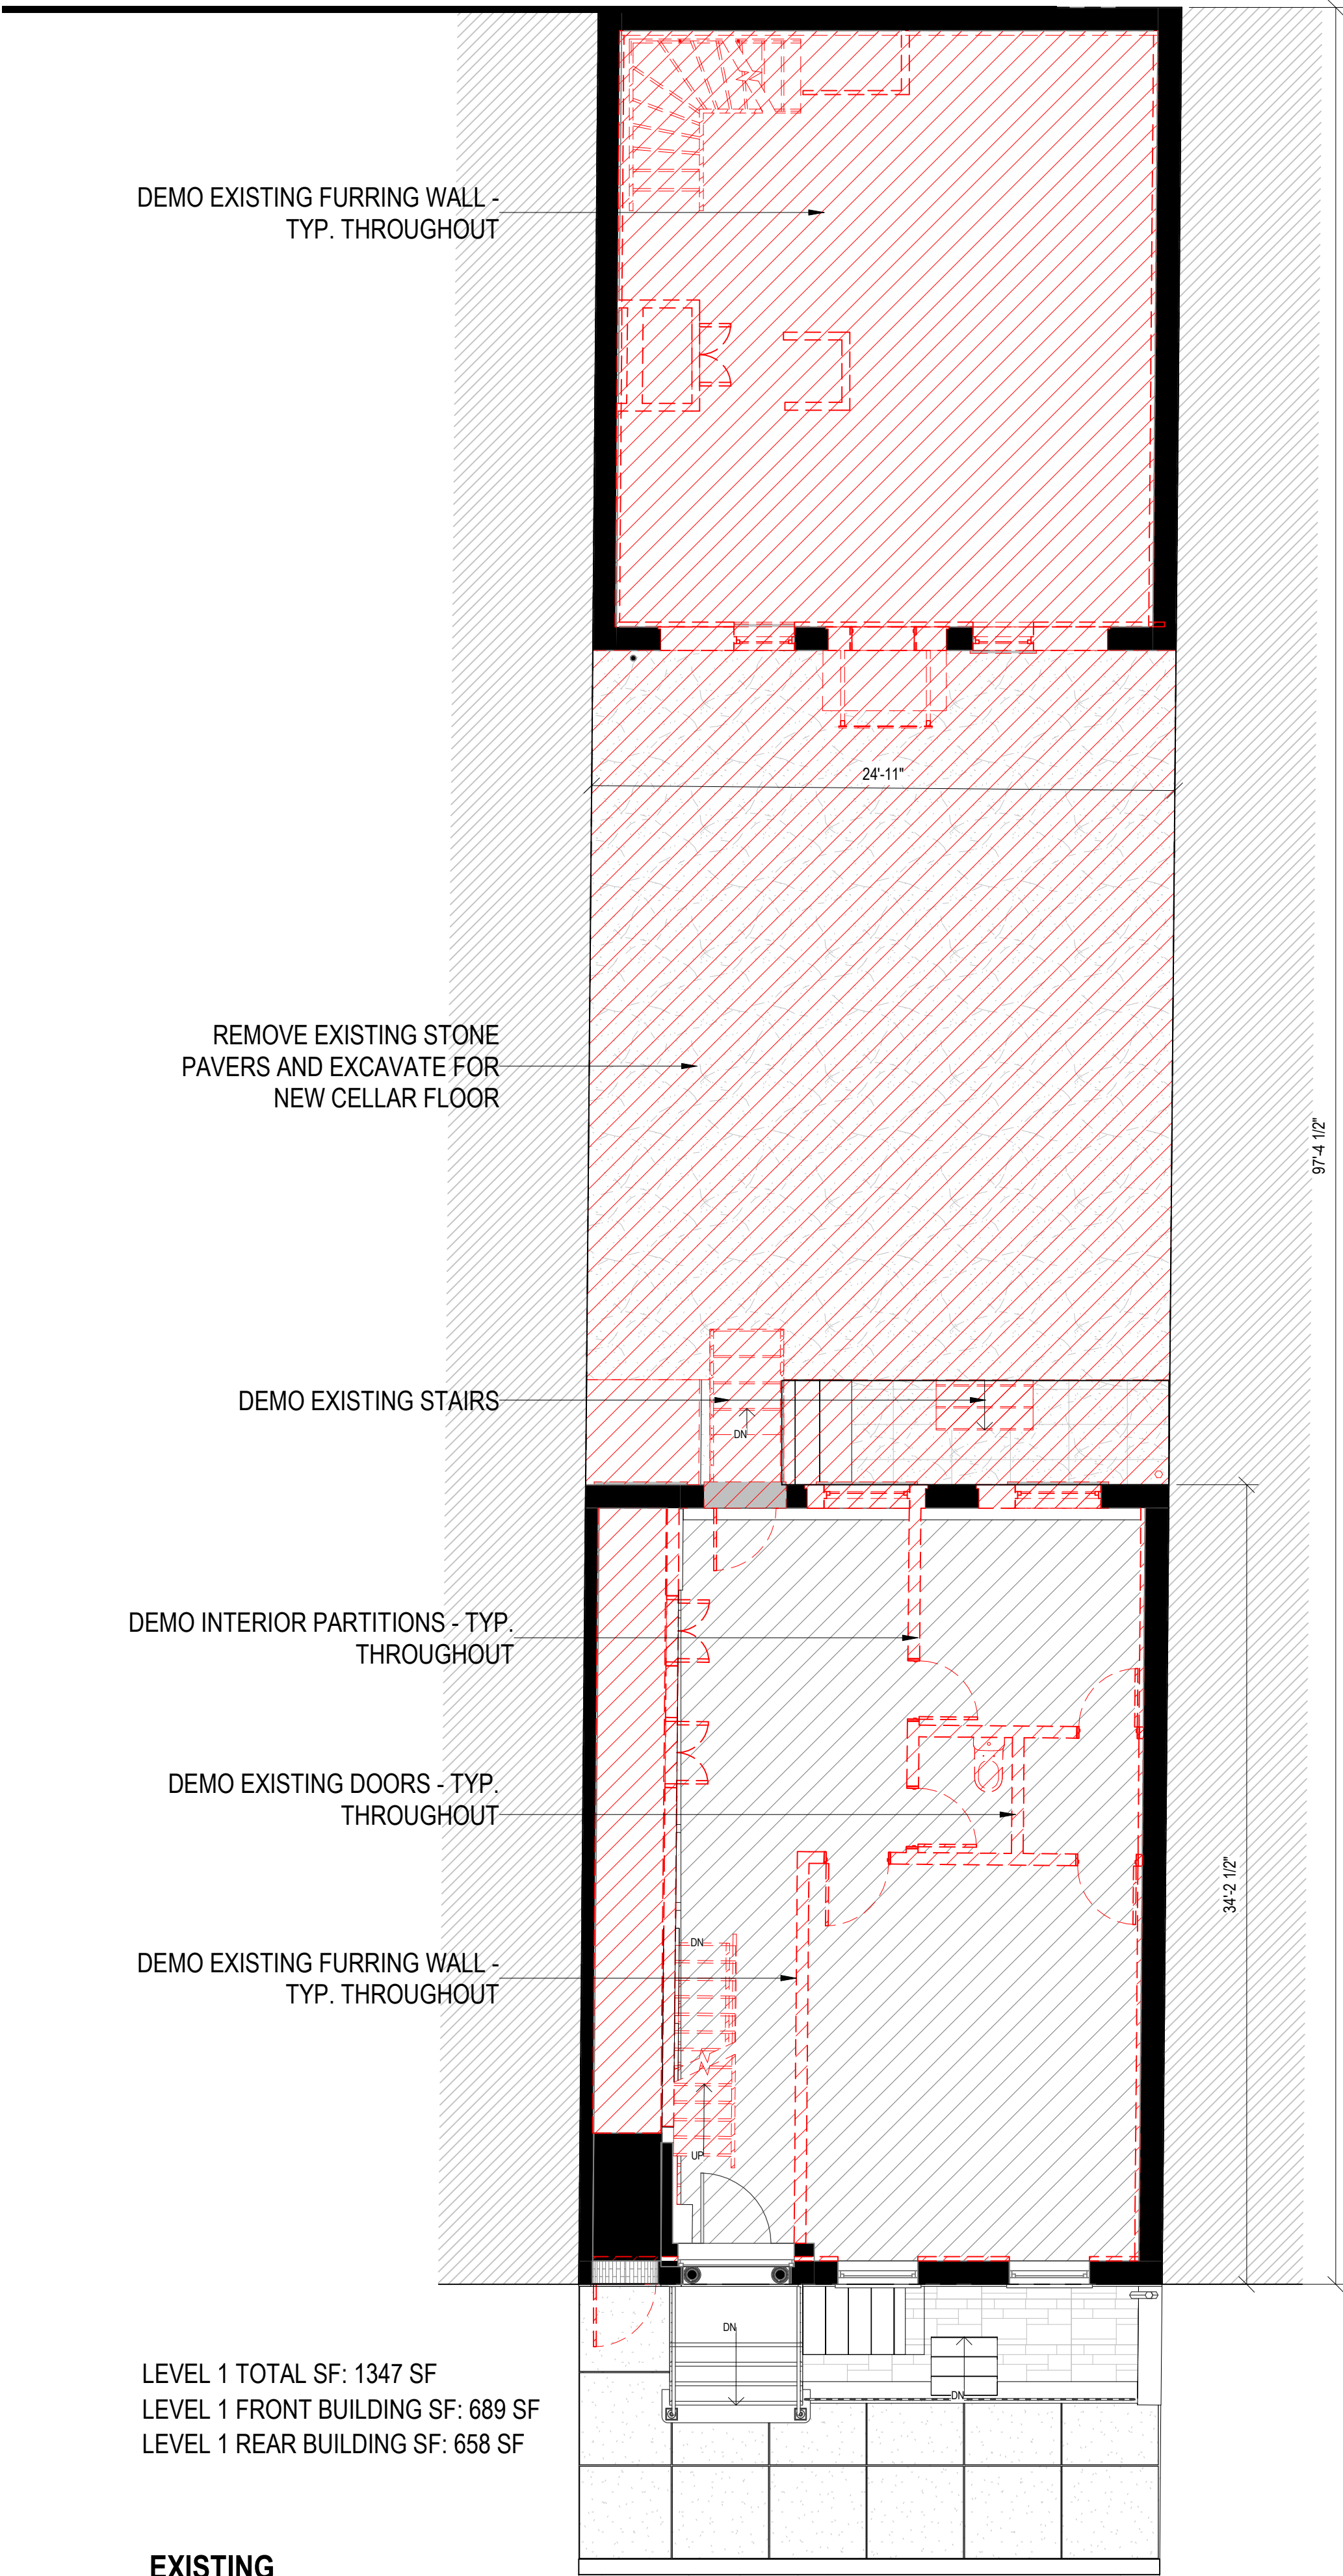 DEMO EXISTING FURRING WALL -
TYP. THROUGHOUT
24'-11"
REMOVE EXISTING STONE
PAVERS AND EXCAVATE FOR
NEW CELLAR FLOOR
97'-4 1/2"
DEMO EXISTING STAIRS
DN
DEMO INTERIOR PARTITIONS - TYP.
THROUGHOUT
DEMO EXISTING DOORS - TYP.
THROUGHOUT
34'-2 1/2"
DN
DEMO EXISTING FURRING WALL -
TYP. THROUGHOUT
UP
DN
DN
LEVEL 1 TOTAL SF: 1347 SF
LEVEL 1 FRONT BUILDING SF: 689 SF
LEVEL 1 REAR BUILDING SF: 658 SF
EXISTING